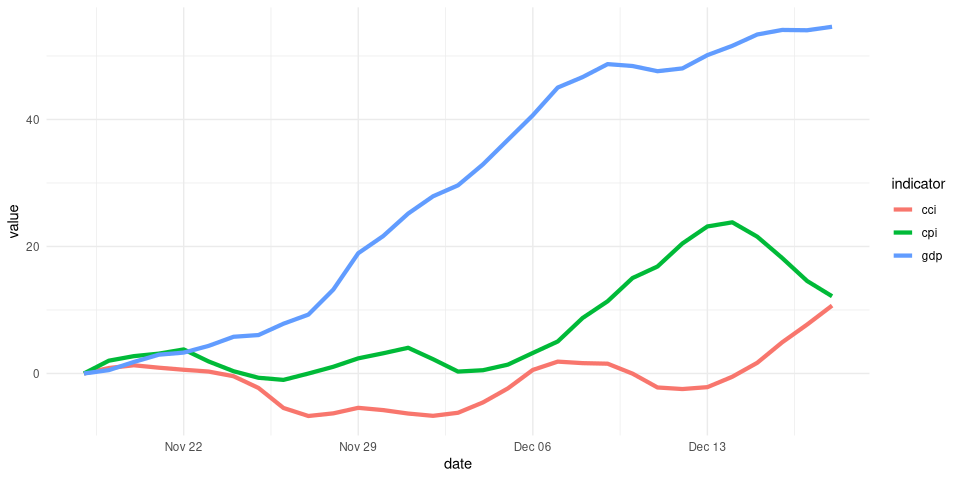 value
40
20
0
Nov 22
Nov 29
Dec 06
Dec 13
date
indicator
cci
cpi
gdp